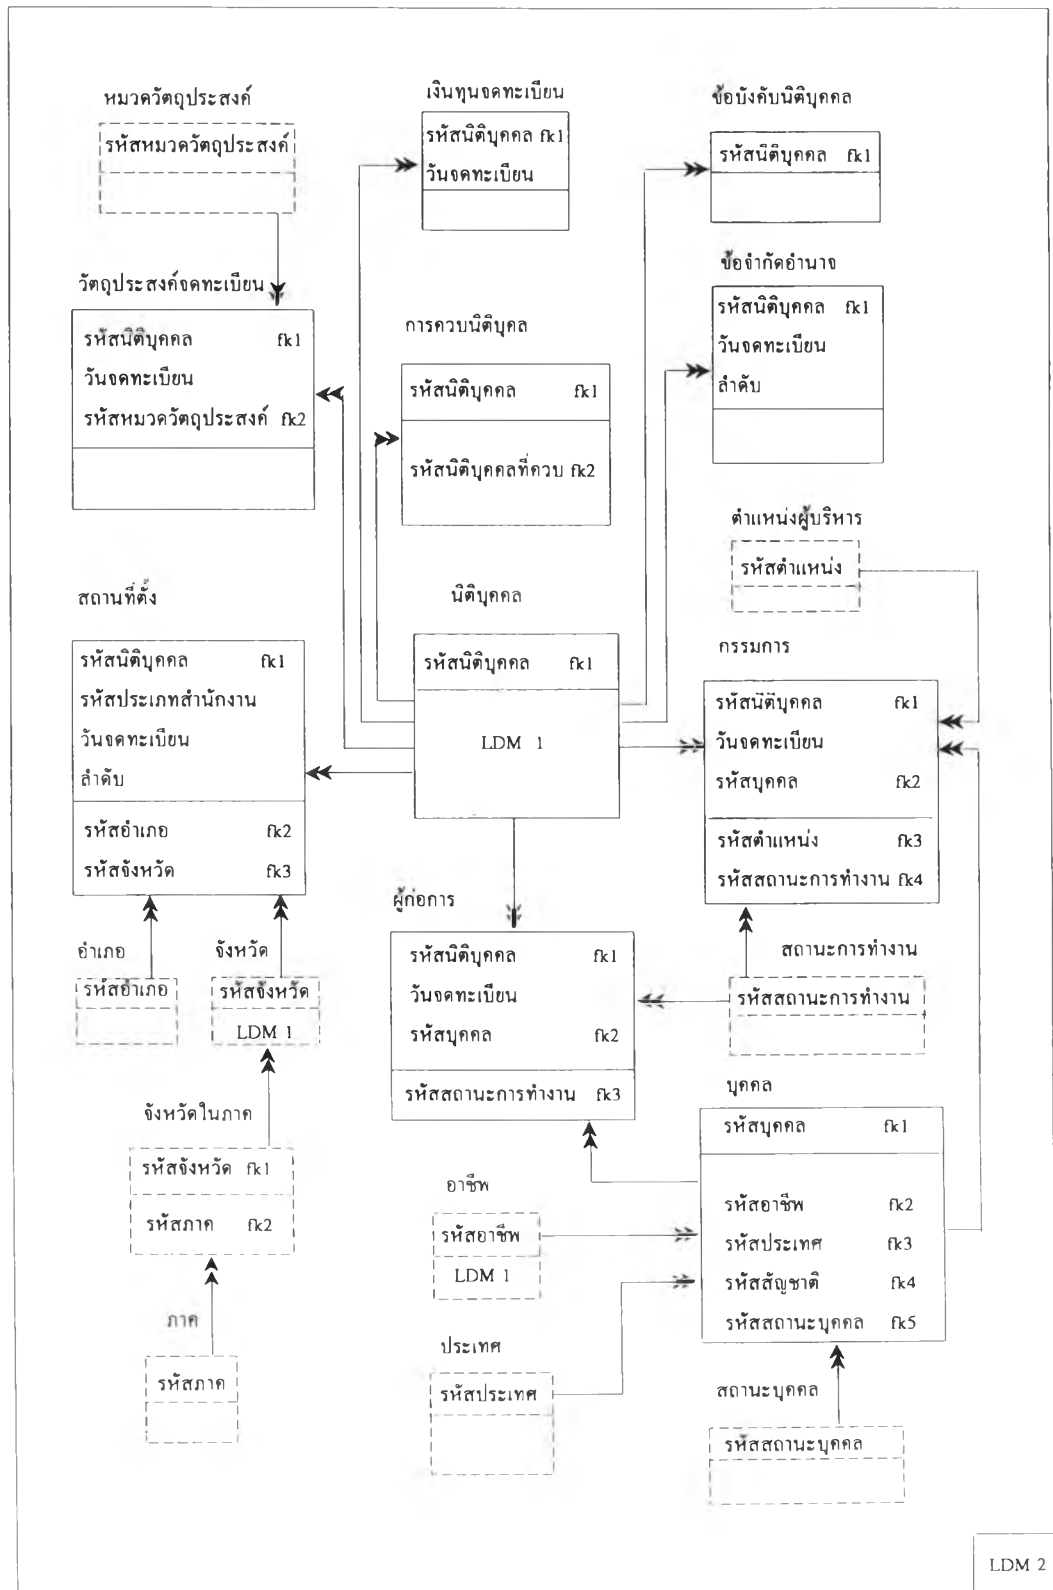 หมวดวัตถุประสงค์
รหัสหมวดวัตถุประสงค์
เงินทุนจดทะเบียน
รหัสนิติบุคคล fk1
วันจดทะเบียน
ข้อบังคับนิติบุคคล
รหัสนิติบุคคล fk1
วัตถุประสงค์จดทะเบียน
รหัสนิติบุคคล fk1
วันจดทะเบียน
รหัสหมวดวัตถุประสงค์ fk2
การควบนิติบุคล
รหัสนิติบุคคล fk1
รหัสนิติบุคคลที่ควบ fk2
ข้อจำกัดอำนาจ
รหัสนิติบุคคล fk1
วันจดทะเบียน
ลำดับ
ตำแหน่งผู้บริหาร
รหัสตำแหน่ง
สถานที่ตั้ง
รหัสนิติบุคคล fk1
รหัสประเภทสำนักงาน
วันจดทะเบียน
ลำดับ
รหัสอำเภอ fk2
รหัสจังหวัด fk3
นิติบุคคล
รหัสนิติบุคคล fk1
LDM 1
กรรมการ
รหัสนิติบุคคล fk1
วันจดทะเบียน
รหัสบุคคล fk2
รหัสตำแหน่ง fk3
รหัสสถานะการทำงาน fk4
อำเภอ
รหัสอำเภอ
จังหวัด
รหัสจังหวัด
LDM 1
ผู้ก่อการ
รหัสนิติบุคคล fk1
วันจดทะเบียน
รหัสบุคคล fk2
รหัสสถานะการทำงาน fk3
สถานะการทำงาน
รหัสสถานะการทำงาน
จังหวัดในภาค
รหัสจังหวัด fk1
รหัสภาค fk2
ภาค
รหัสภาค
อาชีพ
รหัสอาชีพ
LDM 1
ประเทศ
รหัสประเทศ
บุคคล
รหัสบุคคล fk1
รหัสอาชีพ fk2
รหัสประเทศ fk3
รหัสสัญชาติ fk4
รหัสสถานะบุคคล fk5
สถานะบุคคล
รหัสสถานะบุคคล
LDM 2